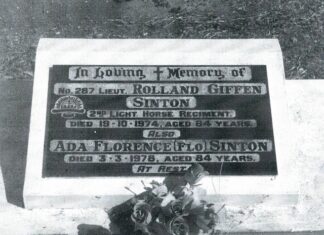 In Loving Memory of
No. 287 Lieut. ROLLAND GIFFEN
SINTON
2ND LIGHT HORSE REGIMENT.
DIED 19-10-1974, AGED 84 YEARS.
ALSO
ADA FLORENCE (FLO) SINTON
DIED 3-3-1978, AGED 84 YEARS.
AT REST